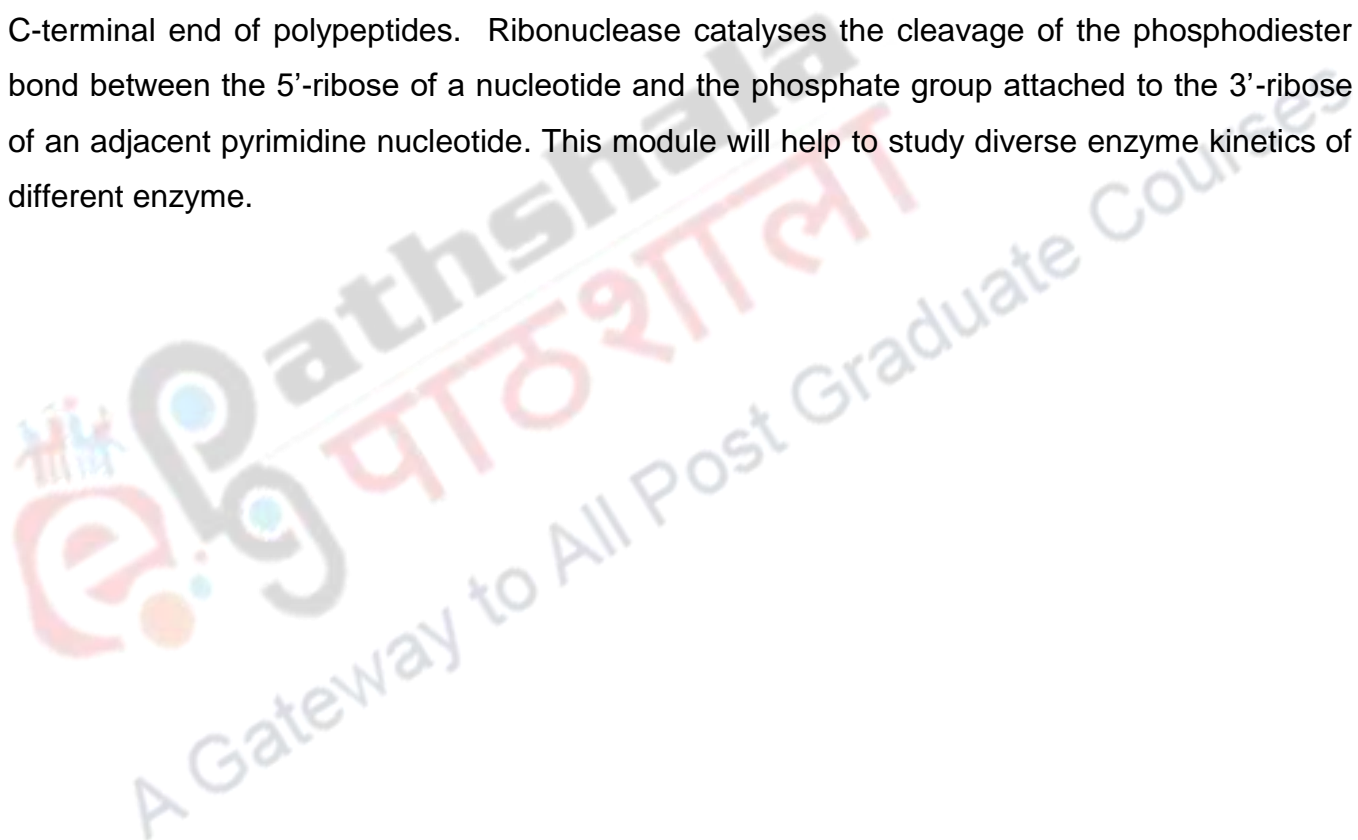 C-terminal end of polypeptides. Ribonuclease catalyses the cleavage of the phosphodiester
bond between the 5’-ribose of a nucleotide and the phosphate group attached to the 3’-ribose
of an adjacent pyrimidine nucleotide. This module will help to study diverse enzyme kinetics of
different enzyme.
ePathshala
पाठशाला
A Gateway to All Post Graduate Courses